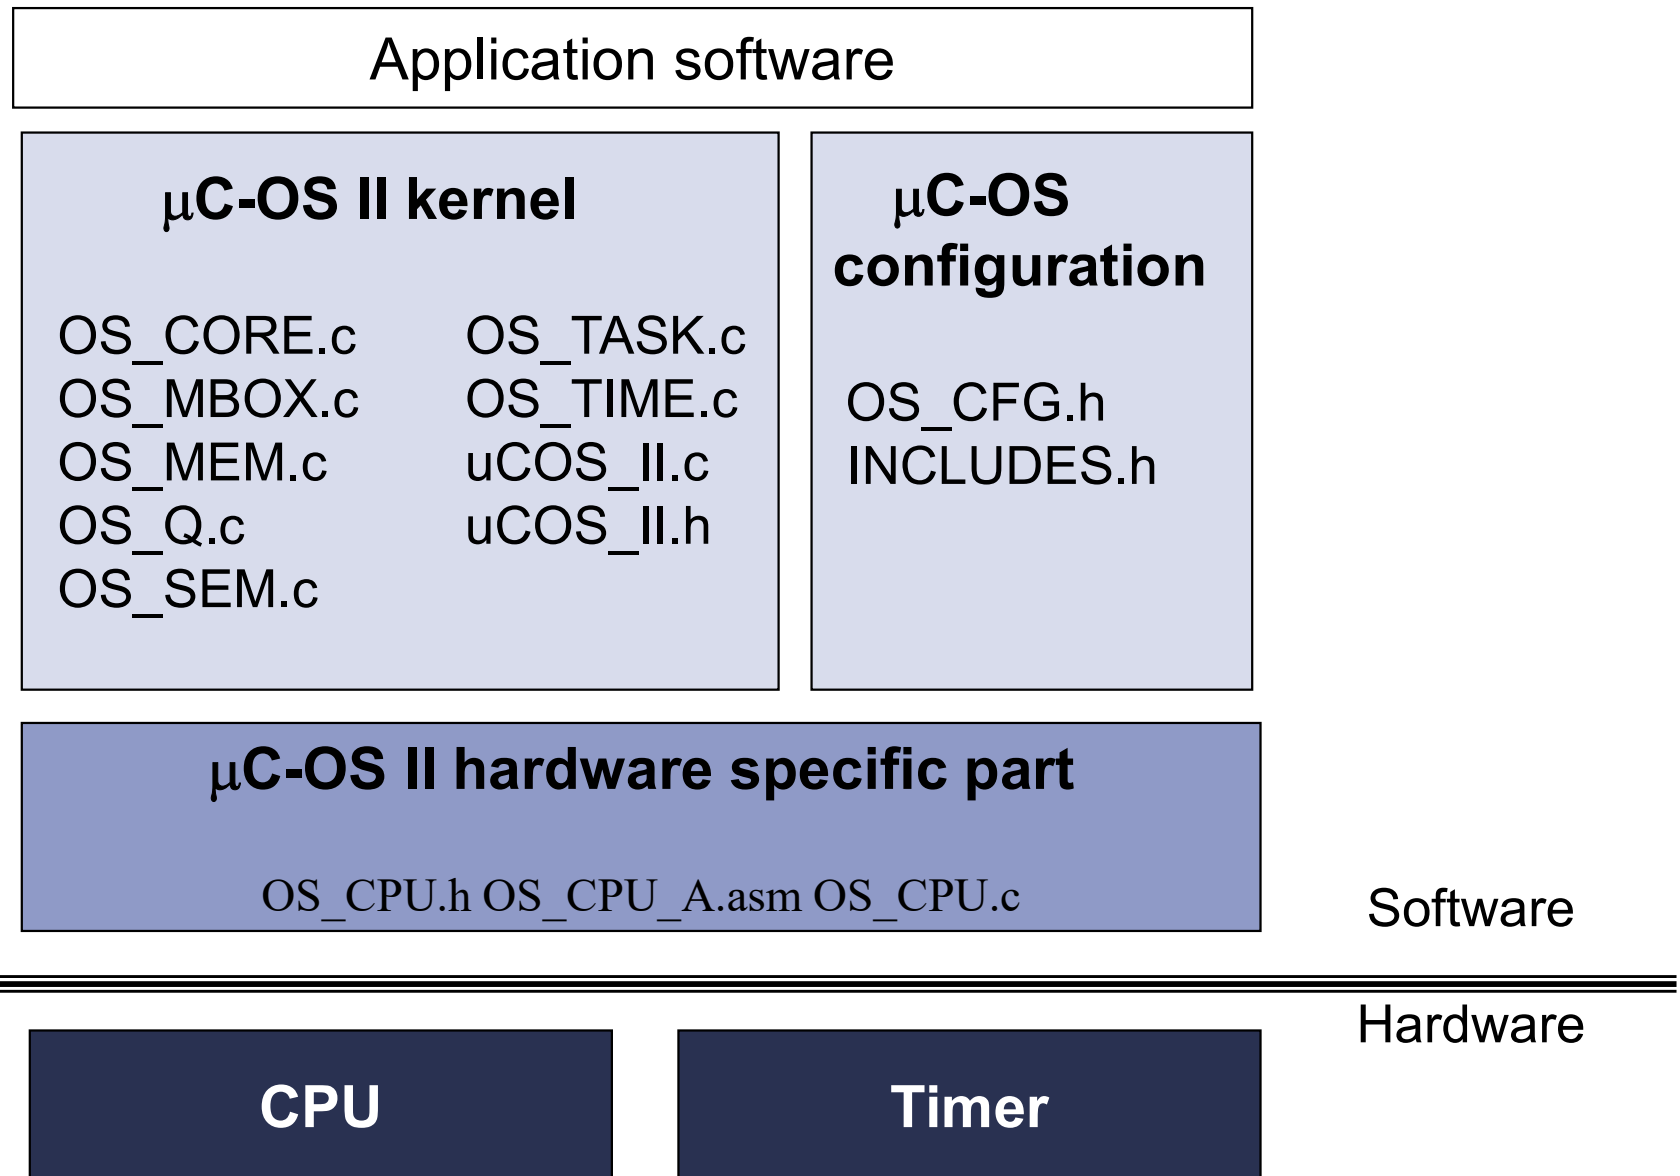 Application software
μC-OS II kernel
OS_CORE.c
OS_MBOX.c
OS_MEM.c
OS_Q.c
OS_SEM.c
OS_TASK.c
OS_TIME.c
uCOS_II.c
uCOS_II.h
μC-OS
configuration
OS_CFG.h
INCLUDES.h
μC-OS II hardware specific part
OS_CPU.h OS_CPU_A.asm OS_CPU.c
Software
Hardware
CPU
Timer